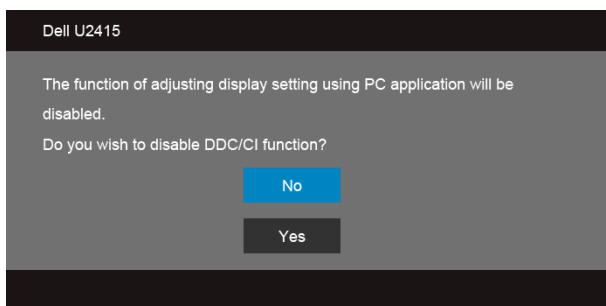 Dell U2415
The function of adjusting display setting using PC application will be
disabled.
Do you wish to disable DDC/CI function?
No
Yes